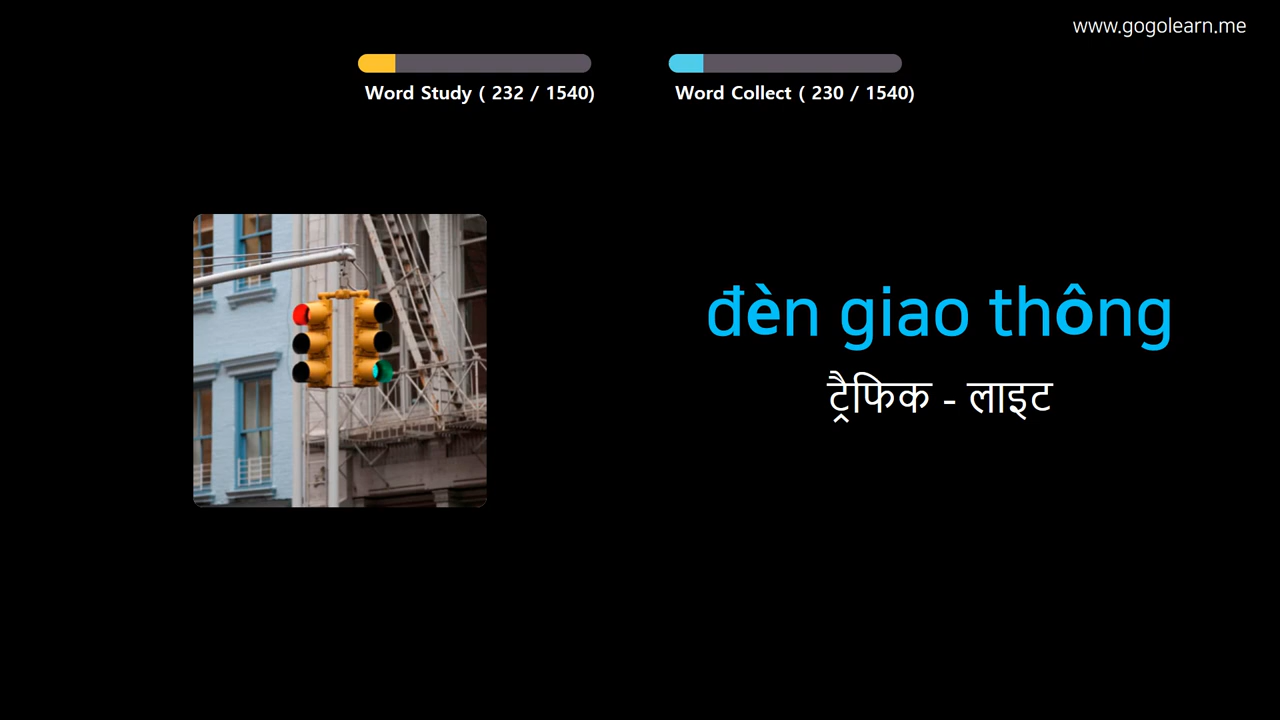 www.gogolearn.me
Word Study ( 232 / 1540)
Word Collect ( 230 / 1540)
đèn giao thông
ट्रैफिक - लाइट